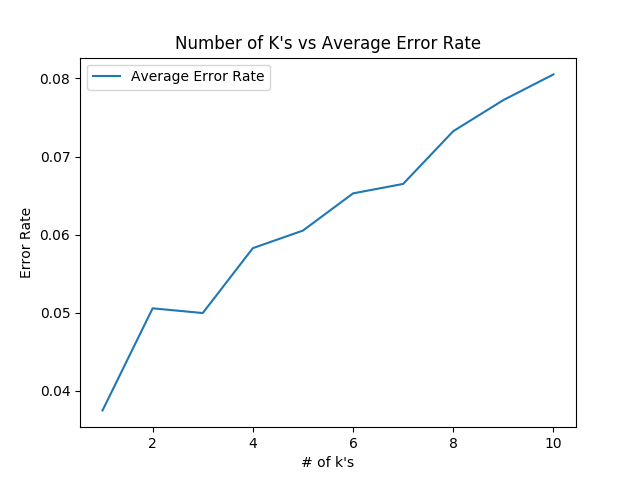 Number of K's vs Average Error Rate
Average Error Rate
0.08
0.07
0.06
0.05
0.04
Error Rate
2 4 6 8 10
# of k's